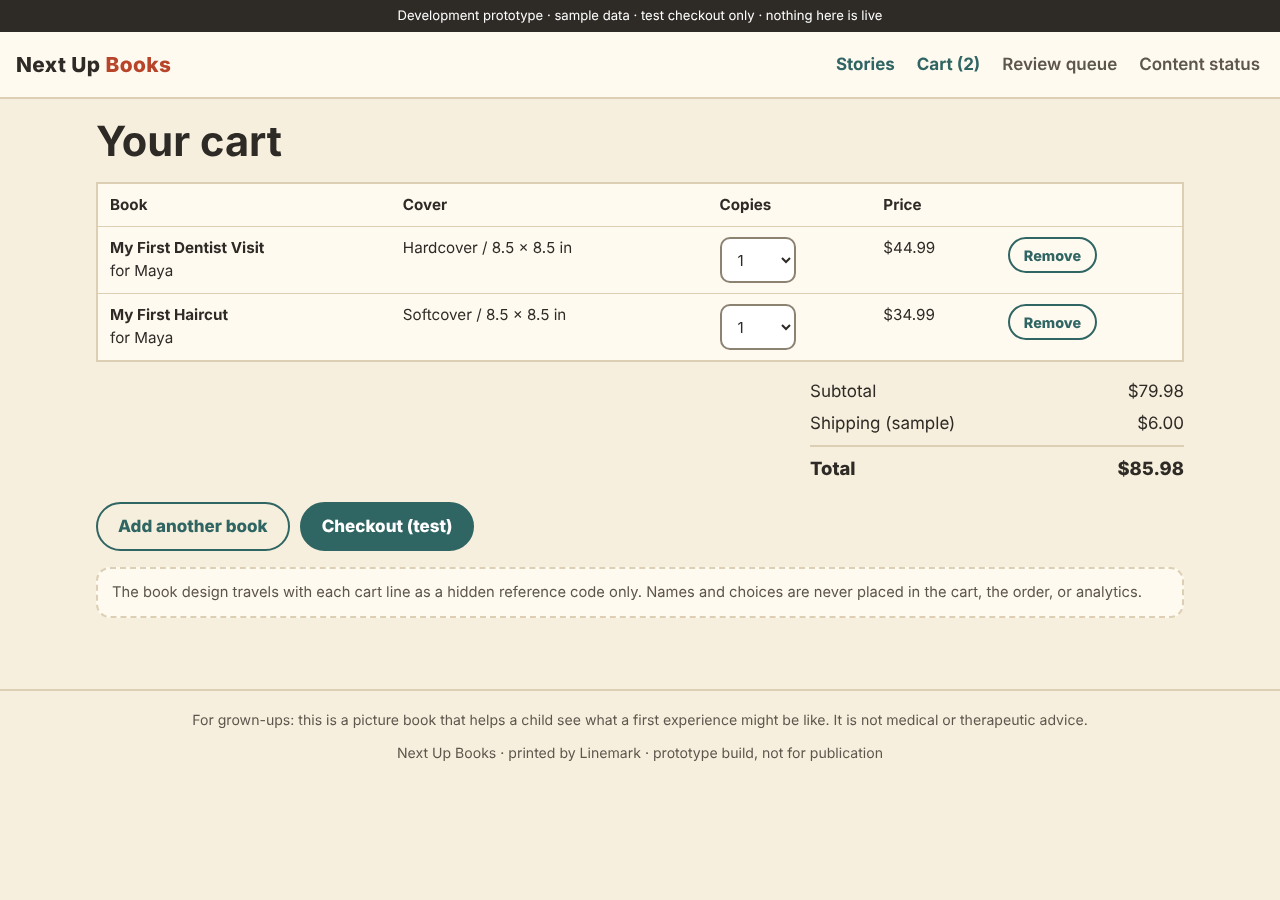 Development prototype · sample data · test checkout only · nothing here is live
Next Up Books
Stories Cart (2) Review queue Content status
Your cart
Book Cover Copies Price
My First Dentist Visit Hardcover / 8.5 × 8.5 in 1 $44.99 Remove
for Maya
My First Haircut Softcover / 8.5 × 8.5 in 1 $34.99 Remove
for Maya
Subtotal $79.98
Shipping (sample) $6.00
Total $85.98
Add another book Checkout (test)
The book design travels with each cart line as a hidden reference code only. Names and choices are never placed in the cart, the order, or analytics.
For grown-ups: this is a picture book that helps a child see what a first experience might be like. It is not medical or therapeutic advice.
Next Up Books · printed by Linemark · prototype build, not for publication